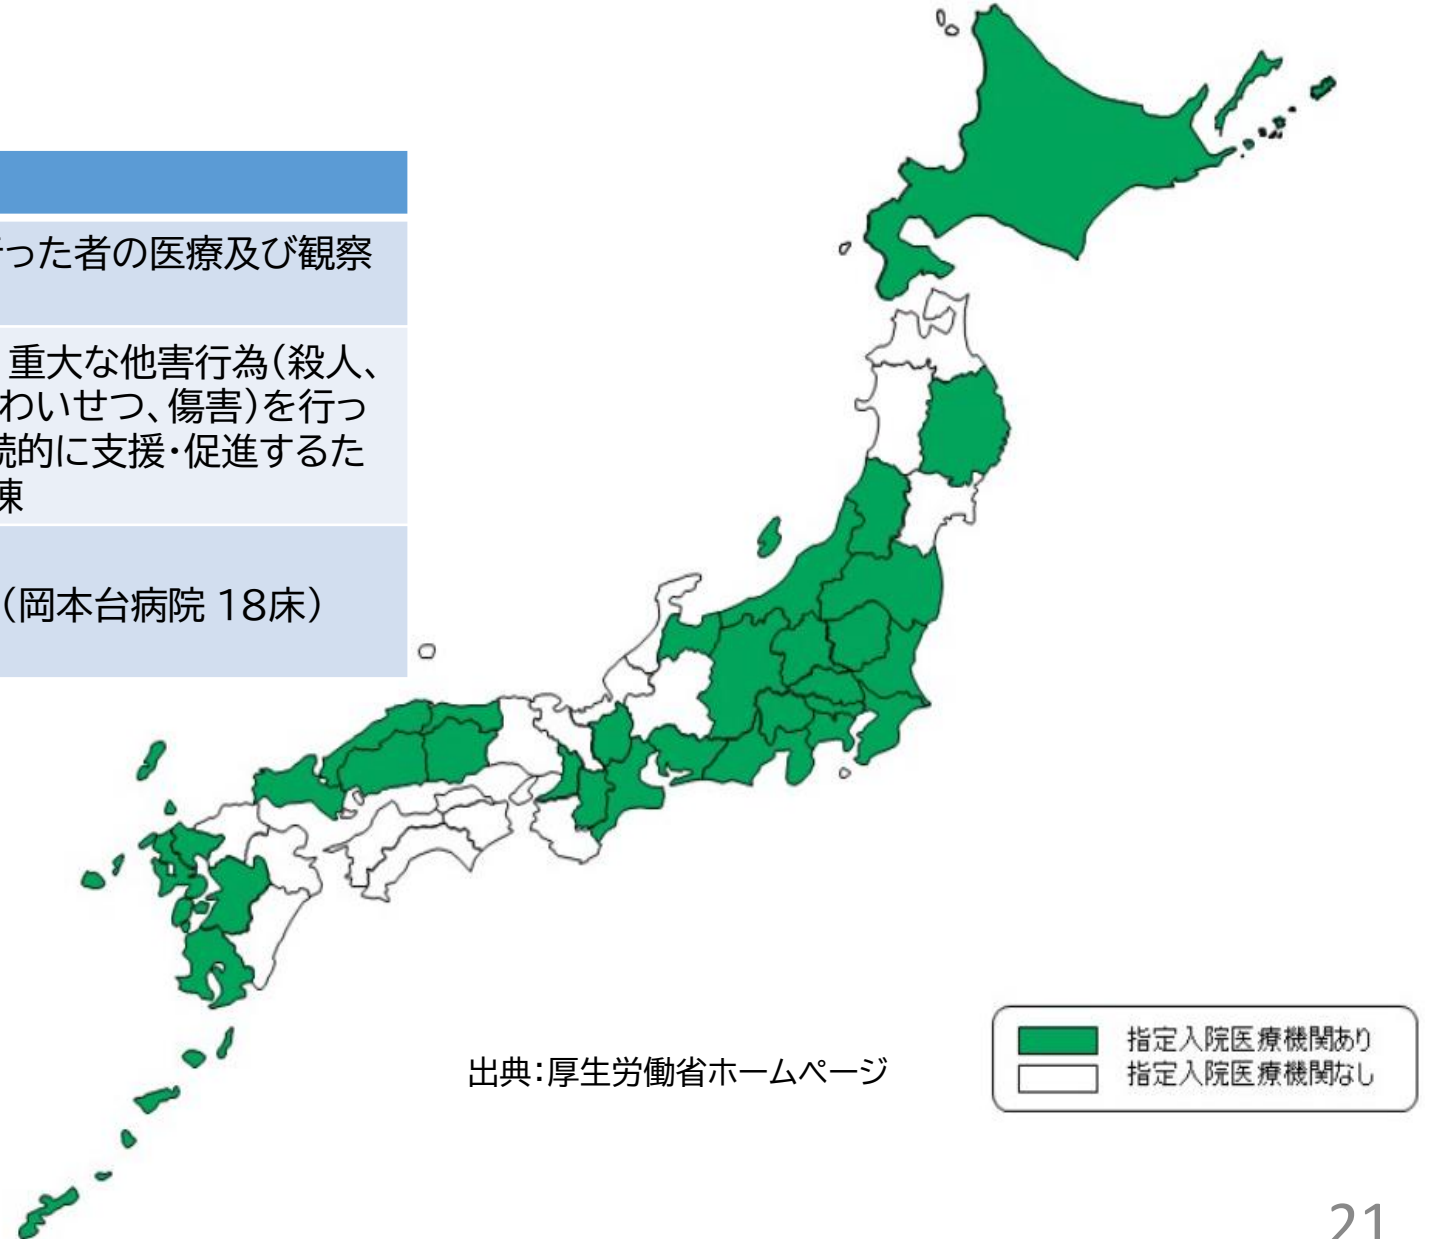 った者の医療及び観察
重大な他害行為（殺人、
わいせつ、傷害）を行っ
続的に支援・促進するた
棟
（岡本台病院 18床）
出典：厚生労働省ホームページ
指定入院医療機関あり
指定入院医療機関なし
21